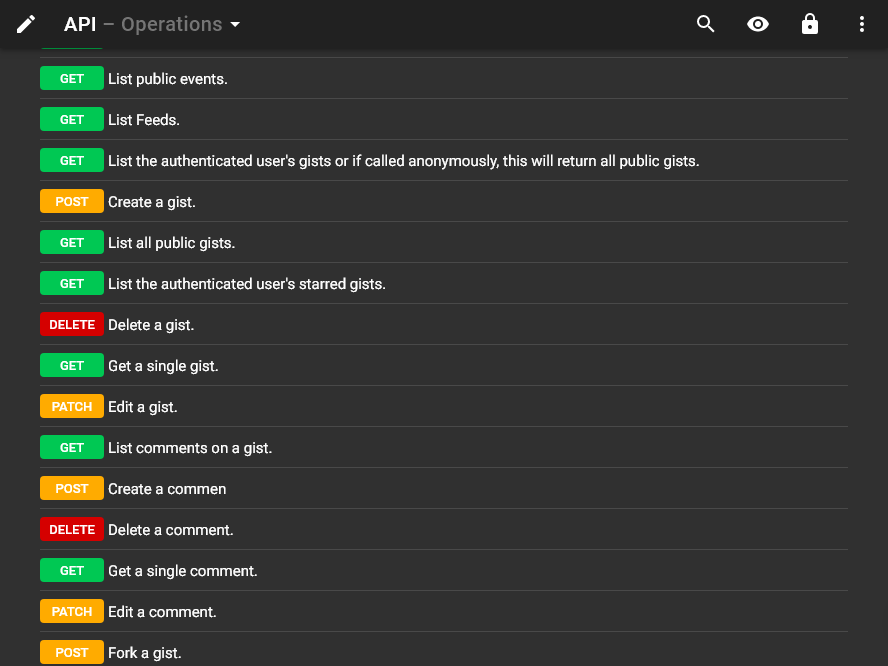 API – Operations
GET List public events.
GET List Feeds.
GET List the authenticated user's gists or if called anonymously, this will return all public gists.
POST Create a gist.
GET List all public gists.
GET List the authenticated user's starred gists.
DELETE Delete a gist.
GET Get a single gist.
PATCH Edit a gist.
GET List comments on a gist.
POST Create a commen
DELETE Delete a comment.
GET Get a single comment.
PATCH Edit a comment.
POST Fork a gist.